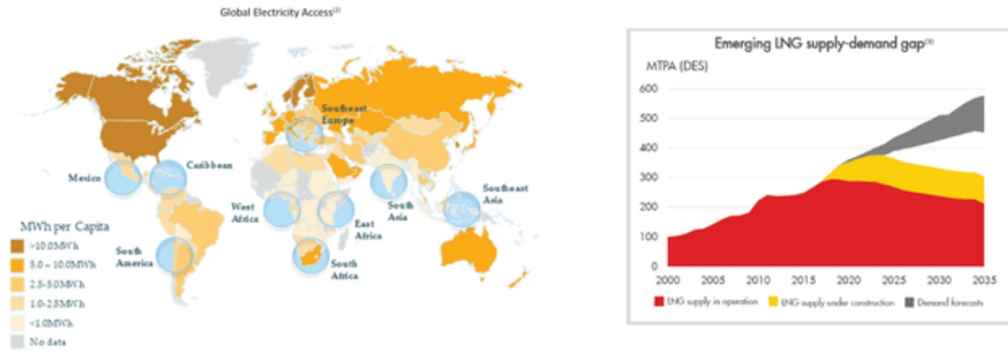 Global Electricity Access⁽²⁾
Southeast
Europe
Mexico
Caribbean
West
Africa
East
Africa
South
Asia
Southeast
Asia
South
America
South
Africa
MWh per Capita
>10.0MWh
5.0 – 10.0MWh
2.5-5.0MWh
1.0-2.5MWh
<1.0MWh
No data
Emerging LNG supply-demand gap⁽³⁾
MTPA (DES)
600
500
400
300
200
100
0
2000 2005 2010 2015 2020 2025 2030 2035
LNG supply in operation LNG supply under construction Demand forecasts